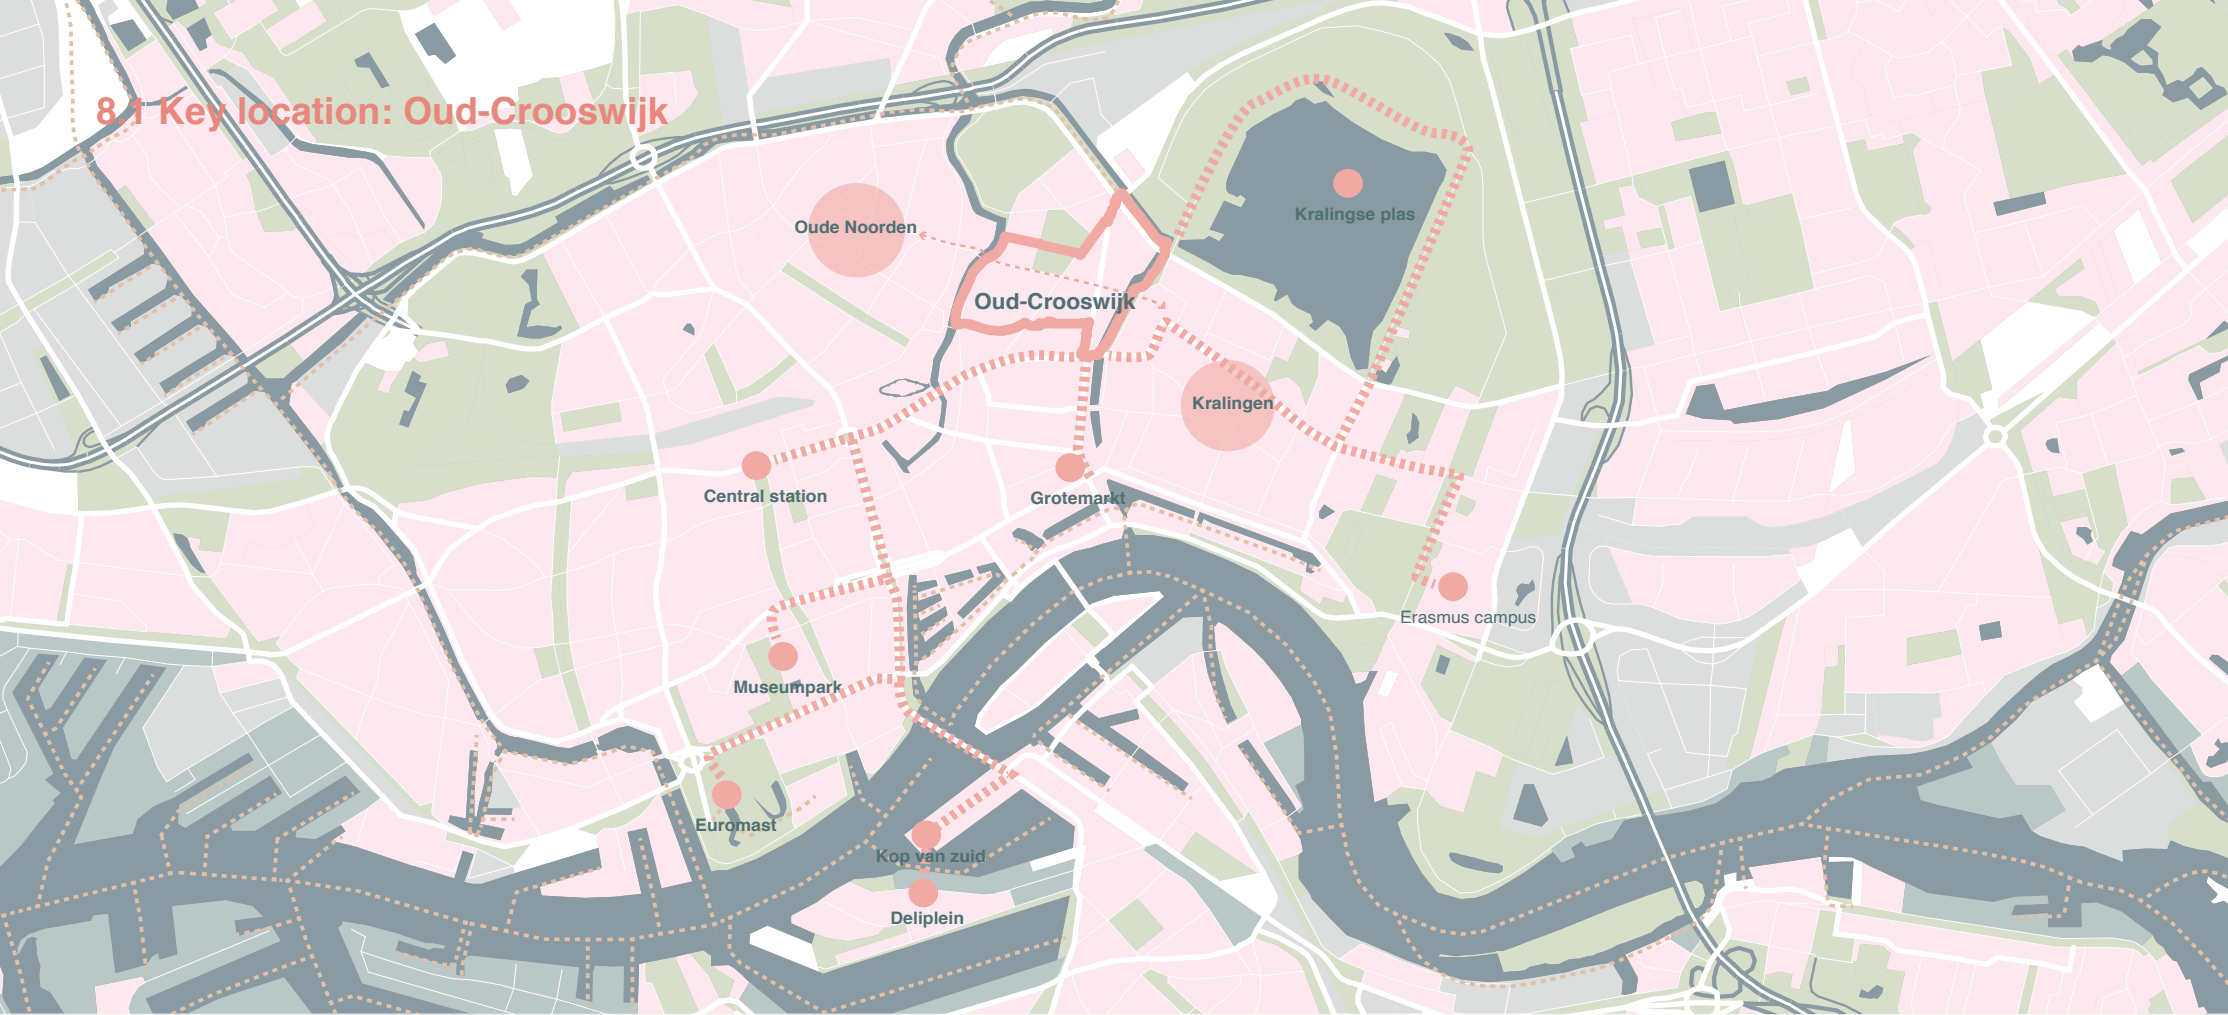 8.1 Key location: Oud-Crooswijk
Oude Noorden
Kralingse plas
Oud-Crooswijk
Kralingen
Central station
Grotemarkt
Erasmus campus
Museumpark
Euromast
Kop van zuid
Deliplein